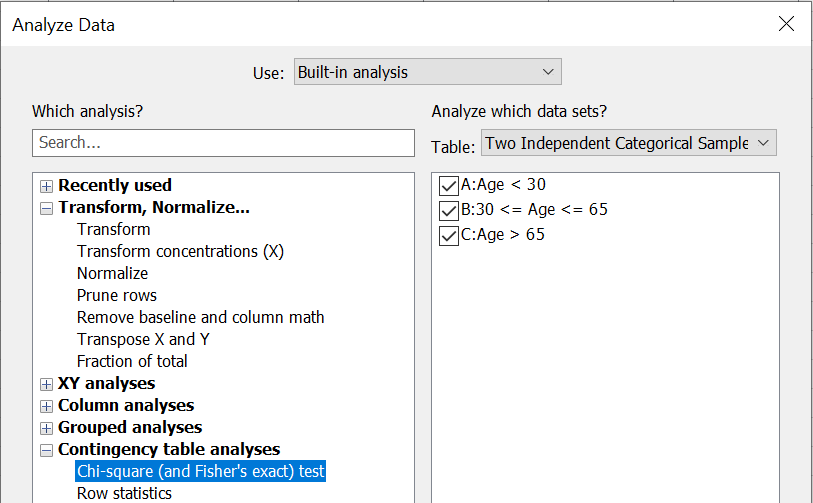 Analyze Data
Use: Built-in analysis
Which analysis?
Search...
Recently used
Transform, Normalize...
Transform
Transform concentrations (X)
Normalize
Prune rows
Remove baseline and column math
Transpose X and Y
Fraction of total
XY analyses
Column analyses
Grouped analyses
Contingency table analyses
Chi-square (and Fisher's exact) test
Row statistics
Analyze which data sets?
Table: Two Independent Categorical Sample
A:Age < 30
B:30 <= Age <= 65
C:Age > 65